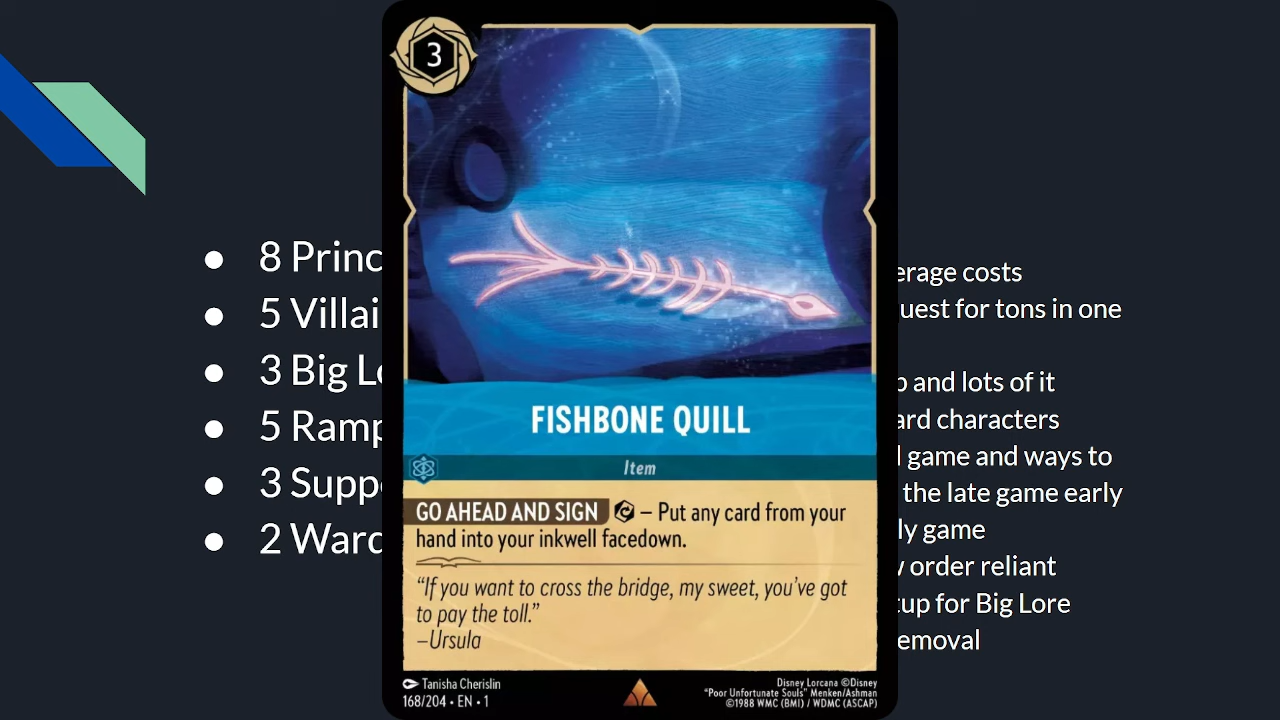 3
● 8 Princ
● 5 Villai
● 3 Big Lo
● 5 Ramp
● 3 Supp
● 2 Ward
erage costs
uest for tons in one
and lots of it
ard characters
game and ways to
the late game early
ly game
order reliant
up for Big Lore
emoval
FISHBONE QUILL
Item
GO AHEAD AND SIGN – Put any card from your
hand into your inkwell facedown.
“If you want to cross the bridge, my sweet, you’ve got
to pay the toll.”
–Ursula
Tanisha Cherislin
168/204 • EN • 1
Disney Lorcana ©Disney
“Poor Unfortunate Souls” Menken/Ashman
©1988 WMC (BMI) / WDMC (ASCAP)